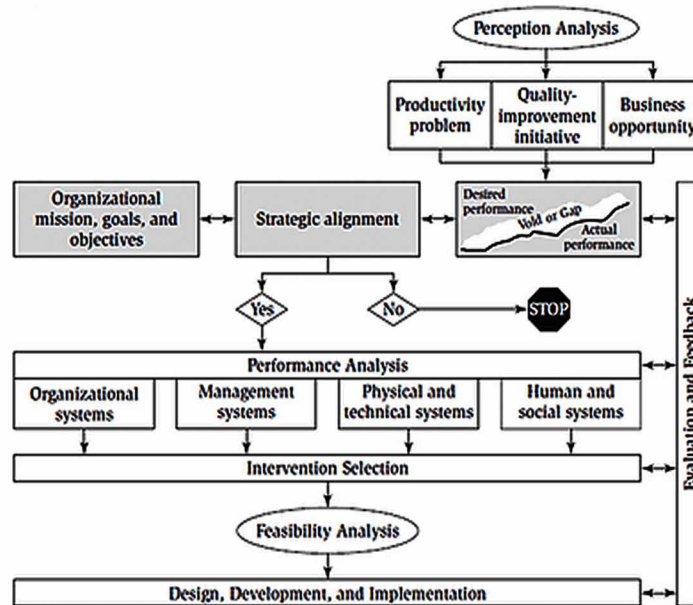 Perception Analysis
Productivity
problem
Quality-
improvement
initiative
Business
opportunity
Organizational
mission, goals, and
objectives
Strategic alignment
Desired
performance
Void or Gap
Actual
performance
Yes
No
STOP
Performance Analysis
Organizational
systems
Management
systems
Physical and
technical systems
Human and
social systems
Intervention Selection
Feasibility Analysis
Design, Development, and Implementation
Evaluation and Feedback